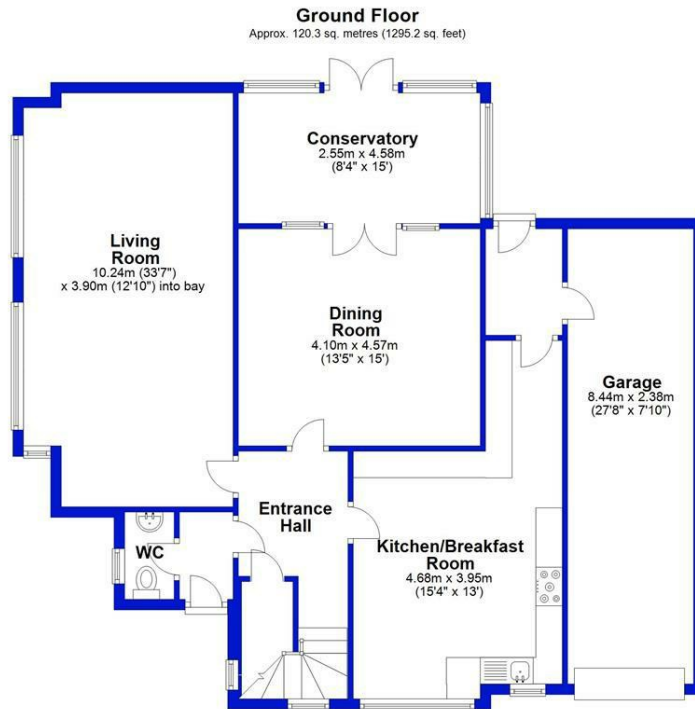 Ground Floor
Approx. 120.3 sq. metres (1295.2 sq. feet)
Conservatory
2.55m x 4.58m
(8'4" x 15')
Living
Room
10.24m (33'7")
x 3.90m (12'10") into bay
Dining
Room
4.10m x 4.57m
(13'5" x 15')
Garage
8.44m x 2.38m
(27'8" x 7'10")
Entrance
Hall
WC
Kitchen/Breakfast
Room
4.68m x 3.95m
(15'4" x 13')